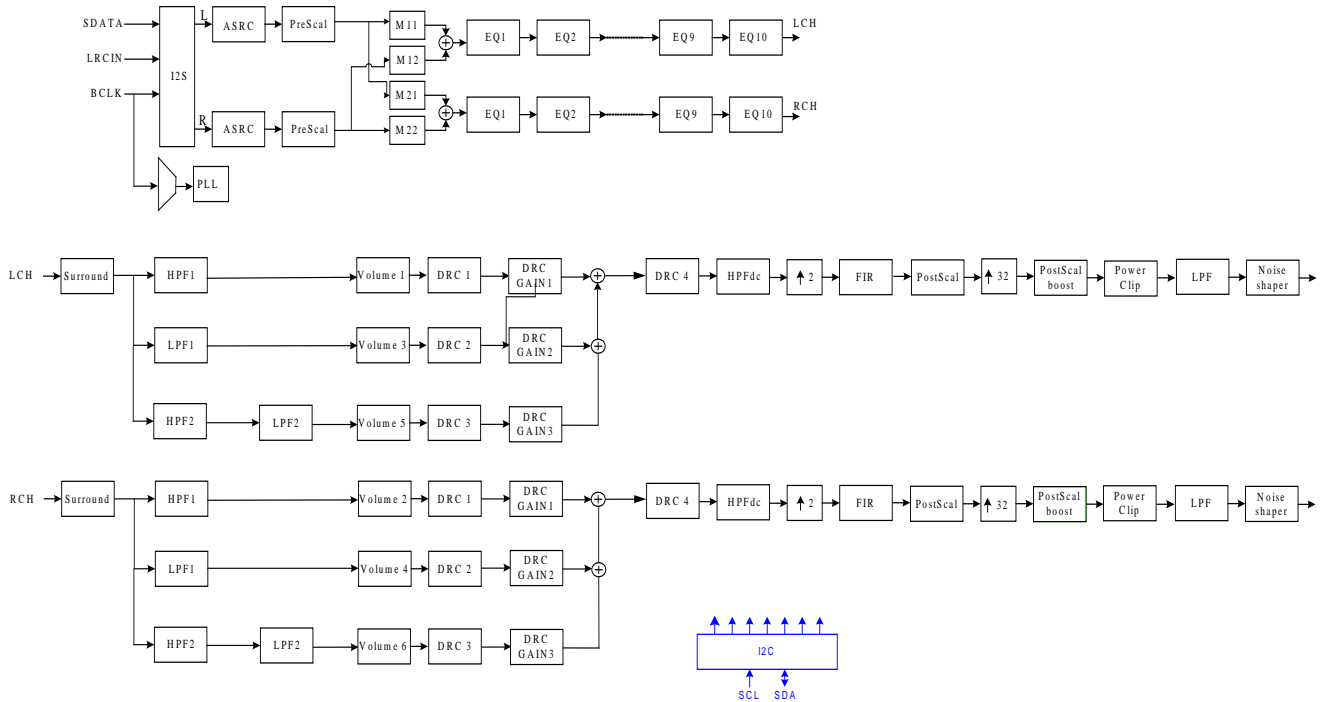 SDATA
LRCIN
BCLK
I2S
L
R
ASRC
PreScal
M11
M12
EQ1
EQ2
EQ9
EQ10
LCH
ASRC
PreScal
M21
M22
EQ1
EQ2
EQ9
EQ10
RCH
PLL
LCH
Surround
HPF1
Volume 1
DRC 1
DRC
GAIN1
DRC 4
HPFdc
2
FIR
PostScal
32
PostScal
boost
Power
Clip
LPF
Noise
shaper
LPF1
Volume 3
DRC 2
DRC
GAIN2
HPF2
LPF2
Volume 5
DRC 3
DRC
GAIN3
RCH
Surround
HPF1
Volume 2
DRC 1
DRC
GAIN1
DRC 4
HPFdc
2
FIR
PostScal
32
PostScal
boost
Power
Clip
LPF
Noise
shaper
LPF1
Volume 4
DRC 2
DRC
GAIN2
HPF2
LPF2
Volume 6
DRC 3
DRC
GAIN3
I2C
SCL
SDA